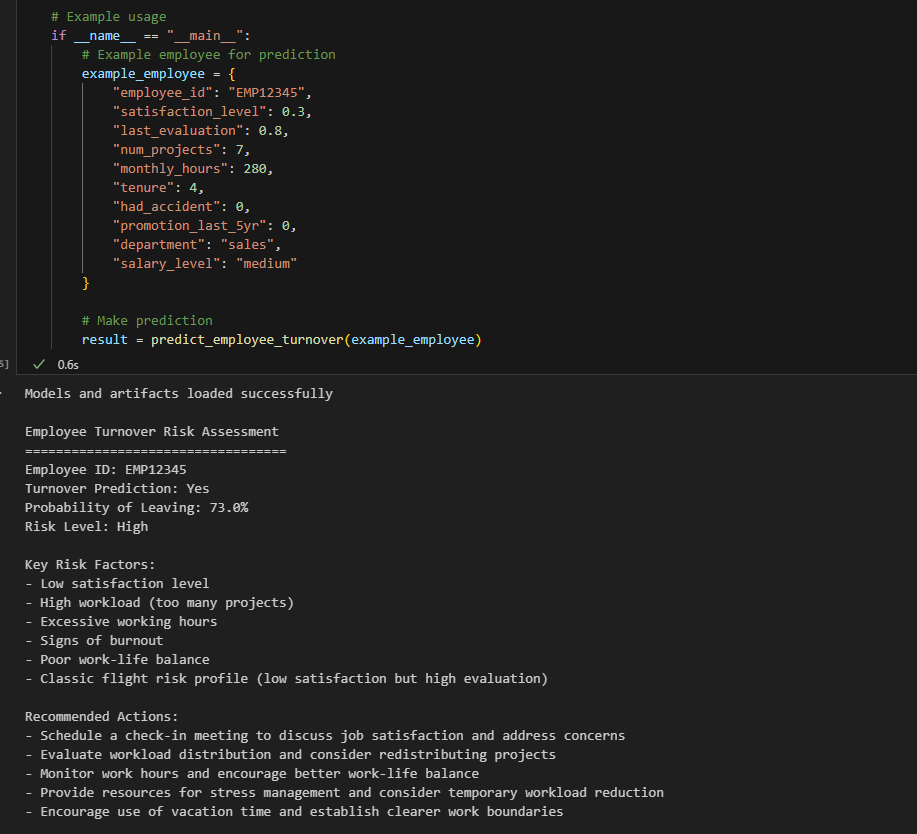 # Example usage
if __name__ == "__main__":
    # Example employee for prediction
    example_employee = {
        "employee_id": "EMP12345",
        "satisfaction_level": 0.3,
        "last_evaluation": 0.8,
        "num_projects": 7,
        "monthly_hours": 280,
        "tenure": 4,
        "had_accident": 0,
        "promotion_last_5yr": 0,
        "department": "sales",
        "salary_level": "medium"
    }

    # Make prediction
    result = predict_employee_turnover(example_employee)
5] ✓ 0.6s
Models and artifacts loaded successfully

Employee Turnover Risk Assessment
==================================
Employee ID: EMP12345
Turnover Prediction: Yes
Probability of Leaving: 73.0%
Risk Level: High

Key Risk Factors:
- Low satisfaction level
- High workload (too many projects)
- Excessive working hours
- Signs of burnout
- Poor work-life balance
- Classic flight risk profile (low satisfaction but high evaluation)

Recommended Actions:
- Schedule a check-in meeting to discuss job satisfaction and address concerns
- Evaluate workload distribution and consider redistributing projects
- Monitor work hours and encourage better work-life balance
- Provide resources for stress management and consider temporary workload reduction
- Encourage use of vacation time and establish clearer work boundaries